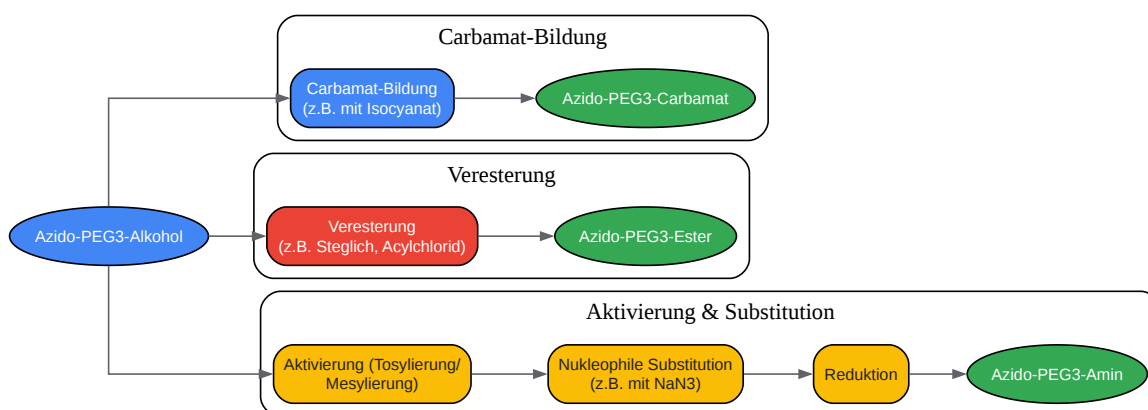 Carbamat-Bildung
Carbamat-Bildung
(z.B. mit Isocyanat)
Azido-PEG3-Carbamat
Veresterung
Azido-PEG3-Alkohol
Veresterung
(z.B. Steglich, Acylchlorid)
Azido-PEG3-Ester
Aktivierung & Substitution
Aktivierung (Tosylierung/
Mesylierung)
Nukleophile Substitution
(z.B. mit NaN3)
Reduktion
Azido-PEG3-Amin